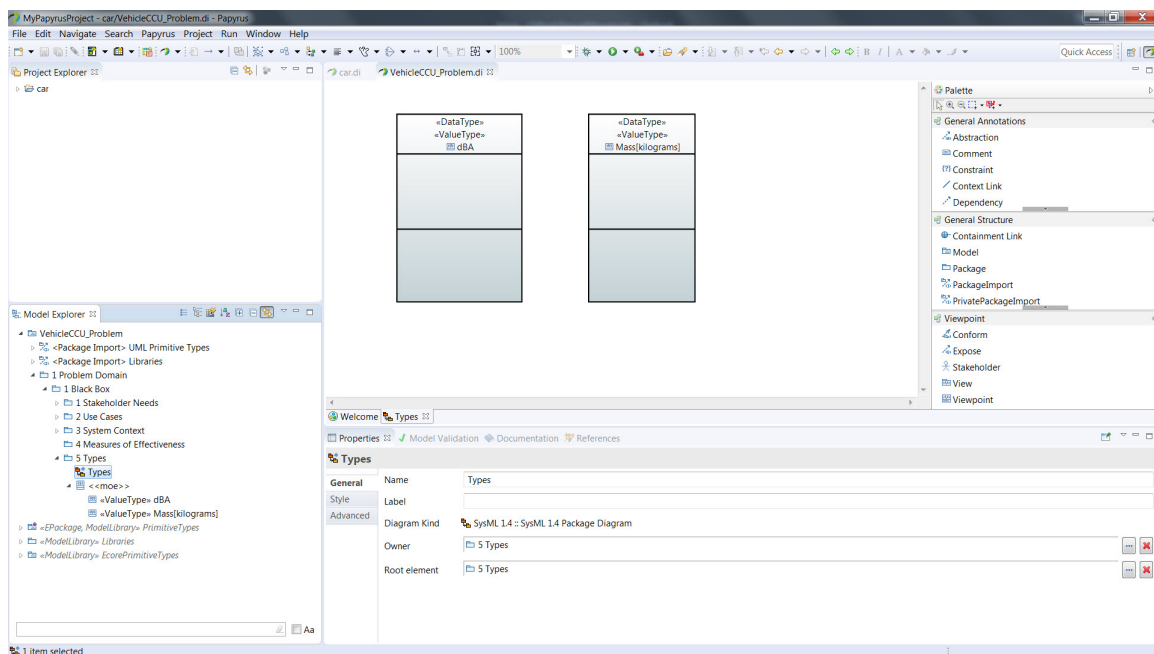 MyPapyrusProject - car/VehicleCCU_Problem.di - Papyrus
File Edit Navigate Search Papyrus Project Run Window Help
100%
B I A
Quick Access
Project Explorer
car
car.di VehicleCCU_Problem.di
«DataType»
«ValueType»
dBA
«DataType»
«ValueType»
Mass[kilograms]
Palette
General Annotations
Abstraction
Comment
Constraint
Context Link
Dependency
General Structure
Containment Link
Model
Package
PackageImport
PrivatePackageImport
Viewpoint
Conform
Expose
Stakeholder
View
Viewpoint
Model Explorer
VehicleCCU_Problem
<Package Import> UML Primitive Types
<Package Import> Libraries
1 Problem Domain
1 Black Box
1 Stakeholder Needs
2 Use Cases
3 System Context
4 Measures of Effectiveness
5 Types
Types
<<moe>>
«ValueType» dBA
«ValueType» Mass[kilograms]
«EPackage, ModelLibrary» PrimitiveTypes
«ModelLibrary» Libraries
«ModelLibrary» EcorePrimitiveTypes
Aa
Welcome Types
Properties Model Validation Documentation References
Types
General
Style
Advanced
Name Types
Label
Diagram Kind SysML 1.4 :: SysML 1.4 Package Diagram
Owner 5 Types
Root element 5 Types
1 item selected